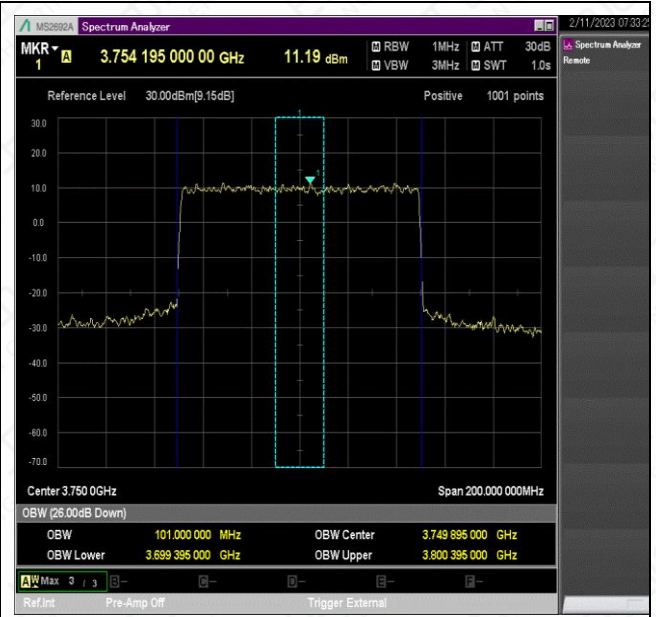 MS2692A Spectrum Analyzer
2/11/2023 07:33:25
MKR 1 A 3.754 195 000 00 GHz 11.19 dBm
M RBW 1MHz M ATT 30dB
M VBW 3MHz M SWT 1.0s
Spectrum Analyzer
Remote
Reference Level 30.00dBm[9.15dB] Positive 1001 points
1
30.0
20.0
10.0
1
0.0
-10.0
-20.0
-30.0
-40.0
-50.0
-60.0
-70.0
Center 3.750 0GHz Span 200.000 000MHz
OBW (26.00dB Down)
OBW 101.000 000 MHz OBW Center 3.749 895 000 GHz
OBW Lower 3.699 395 000 GHz OBW Upper 3.800 395 000 GHz
A W Max 3 / 3 B- C- D- E- F-
Ref.Int Pre-Amp Off Trigger External